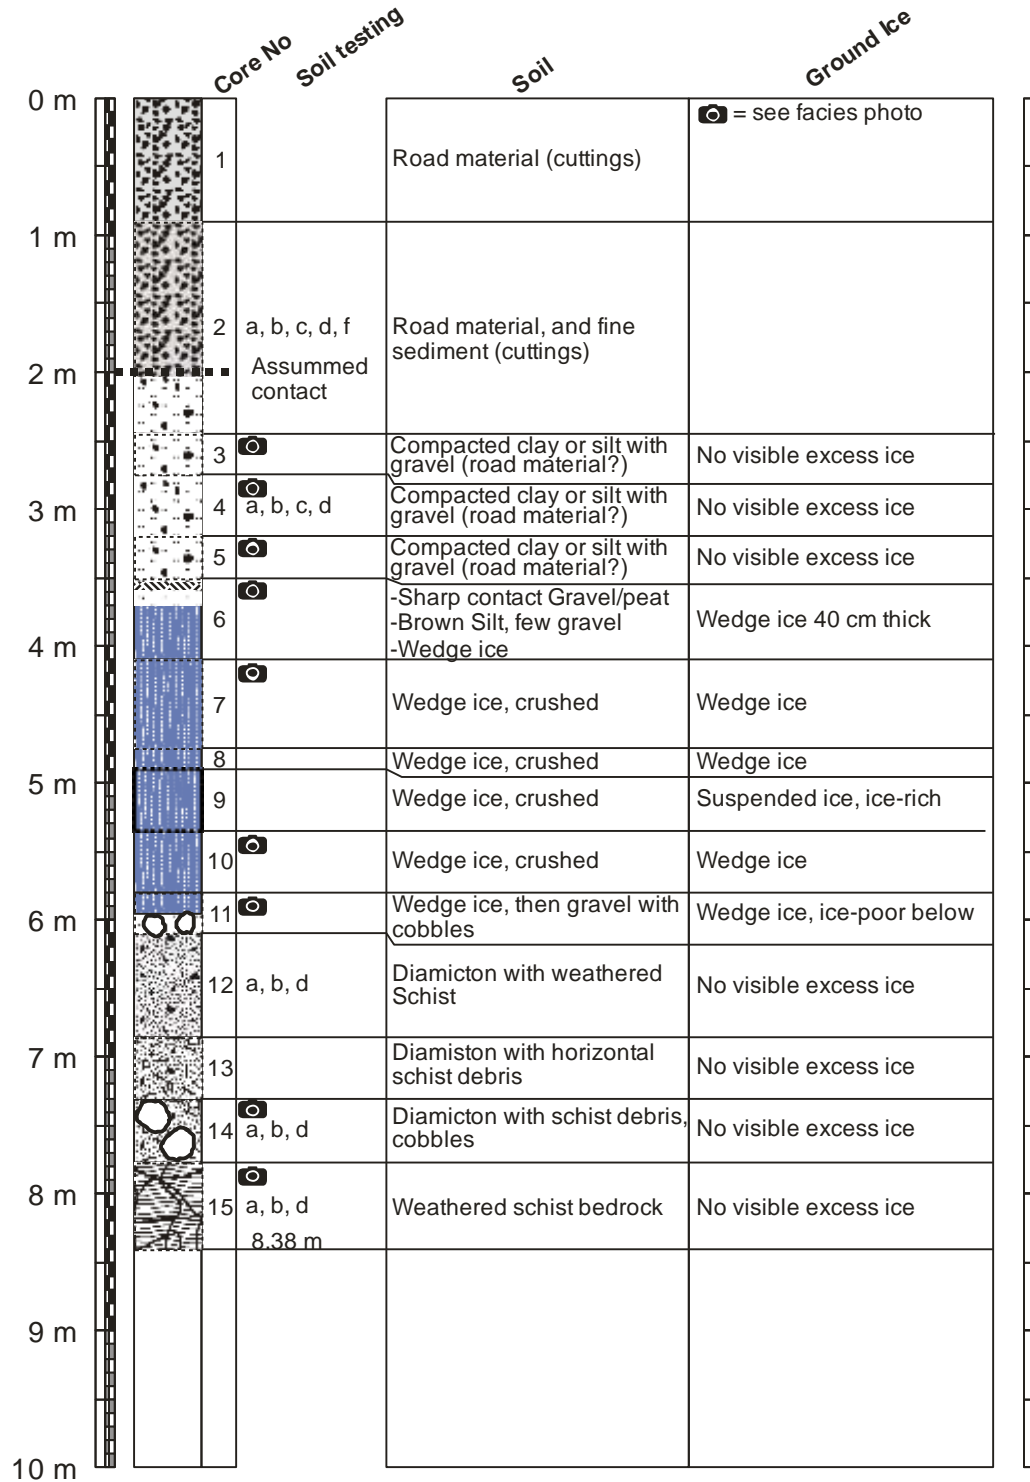 Core No
Soil testing
Soil
Ground Ice
0 m
= see facies photo
1
Road material (cuttings)
1 m
2
a, b, c, d, f
Road material, and fine
sediment (cuttings)
2 m
Assummed
contact
3
Compacted clay or silt with
gravel (road material?)
No visible excess ice
3 m
4
a, b, c, d
Compacted clay or silt with
gravel (road material?)
No visible excess ice
5
Compacted clay or silt with
gravel (road material?)
No visible excess ice
6
-Sharp contact Gravel/peat
-Brown Silt, few gravel
-Wedge ice
Wedge ice 40 cm thick
4 m
7
Wedge ice, crushed
Wedge ice
8
Wedge ice, crushed
Wedge ice
5 m
9
Wedge ice, crushed
Suspended ice, ice-rich
10
Wedge ice, crushed
Wedge ice
6 m
11
Wedge ice, then gravel with
cobbles
Wedge ice, ice-poor below
12
a, b, d
Diamicton with weathered
Schist
No visible excess ice
7 m
13
Diamiston with horizontal
schist debris
No visible excess ice
14
a, b, d
Diamicton with schist debris,
cobbles
No visible excess ice
8 m
15
a, b, d
8.38 m
Weathered schist bedrock
No visible excess ice
9 m
10 m